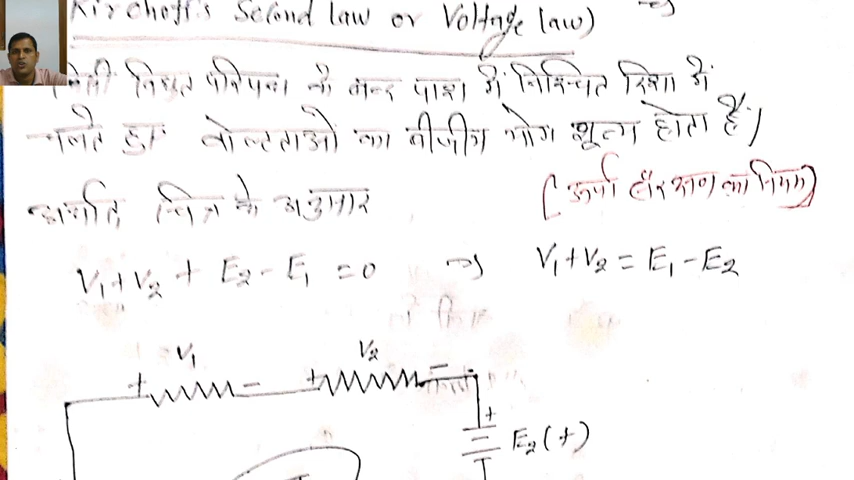 Kirchoff's Second law or Voltage law)
किसी विद्युत परिपथ के बन्द पाश में निश्चित दिशा में
चलते हुए वोल्टताओं का बीजीय योग शून्य होता है।
अर्थात् चित्र के अनुसार
(ऊर्जा संरक्षण का नियम)
V₁+V₂ + E₂ - E₁ = 0 ⇒ V₁+V₂ = E₁ - E₂
V₁ V₂
+ - + -
+
E₂ (+)